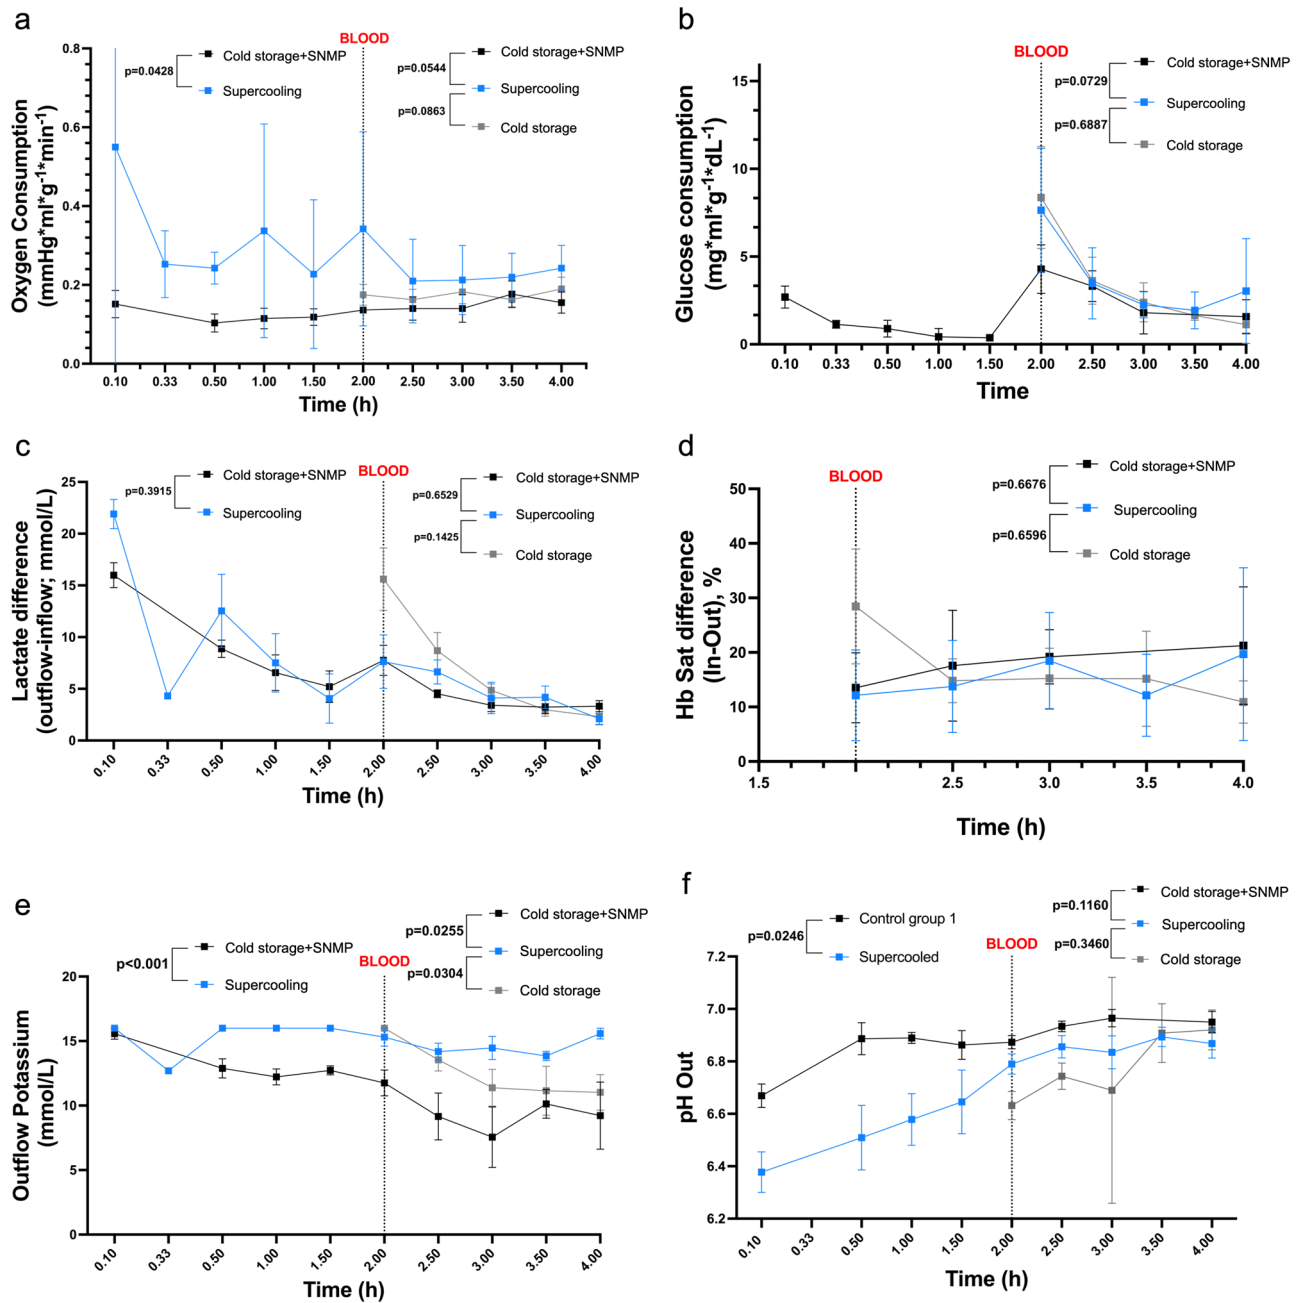 a
BLOOD
p=0.0428
Cold storage+SNMP
Supercooling
p=0.0544
p=0.0863
Cold storage+SNMP
Supercooling
Cold storage
Oxygen Consumption
(mmHg*ml*g⁻¹*min⁻¹)
0.8
0.6
0.4
0.2
0.0
0.10 0.33 0.50 1.00 1.50 2.00 2.50 3.00 3.50 4.00
Time (h)
b
BLOOD
p=0.0729
p=0.6887
Cold storage+SNMP
Supercooling
Cold storage
Glucose consumption
(mg*ml*g⁻¹*dL⁻¹)
15
10
5
0
0.10 0.33 0.50 1.00 1.50 2.00 2.50 3.00 3.50 4.00
Time
c
BLOOD
p=0.3915
Cold storage+SNMP
Supercooling
p=0.6529
p=0.1425
Cold storage+SNMP
Supercooling
Cold storage
Lactate difference
(outflow-inflow; mmol/L)
25
20
15
10
5
0
0.10 0.33 0.50 1.00 1.50 2.00 2.50 3.00 3.50 4.00
Time (h)
d
BLOOD
p=0.6676
p=0.6596
Cold storage+SNMP
Supercooling
Cold storage
Hb Sat difference
(In-Out), %
50
40
30
20
10
0
1.5 2.5 3.0 3.5 4.0
Time (h)
e
BLOOD
p<0.001
Cold storage+SNMP
Supercooling
p=0.0255
p=0.0304
Cold storage+SNMP
Supercooling
Cold storage
Outflow Potassium
(mmol/L)
20
15
10
5
0
0.10 0.33 0.50 1.00 1.50 2.00 2.50 3.00 3.50 4.00
Time (h)
f
BLOOD
p=0.0246
Control group 1
Supercooled
p=0.1160
p=0.3460
Cold storage+SNMP
Supercooling
Cold storage
pH Out
7.2
7.0
6.8
6.6
6.4
6.2
0.10 0.33 0.50 1.00 1.50 2.00 2.50 3.00 3.50 4.00
Time (h)